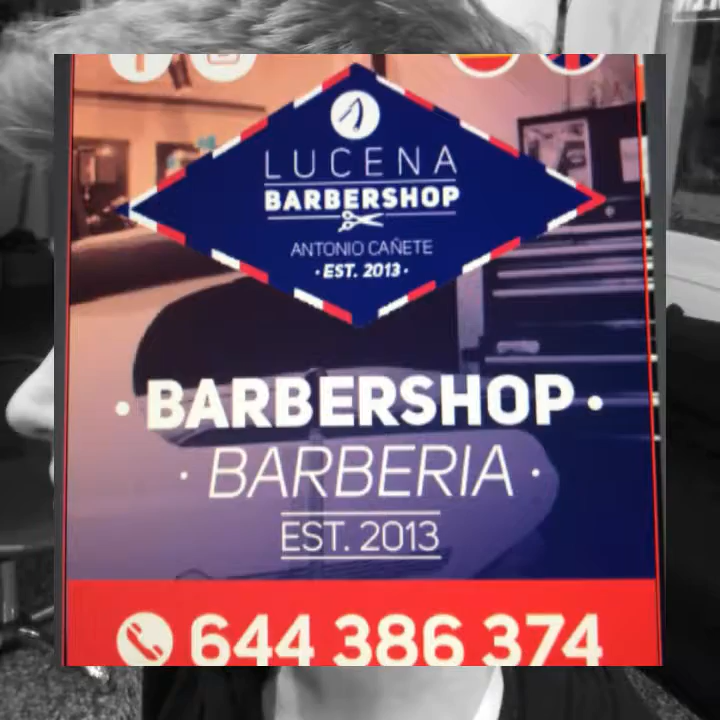 LUCENA
BARBERSHOP
ANTONIO CAÑETE
· EST. 2013 ·
· BARBERSHOP ·
· BARBERIA ·
EST. 2013
644 386 374